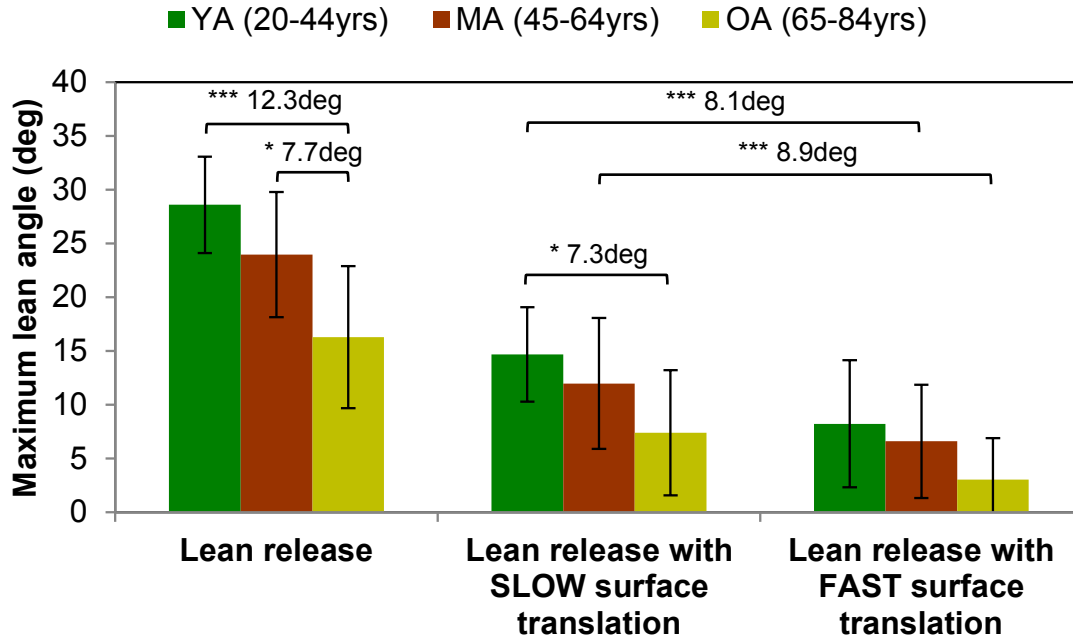 YA (20-44yrs) MA (45-64yrs) OA (65-84yrs)
Maximum lean angle (deg)
40
35
30
25
20
15
10
5
0
*** 12.3deg
* 7.7deg
*** 8.1deg
*** 8.9deg
* 7.3deg
Lean release
Lean release with
SLOW surface
translation
Lean release with
FAST surface
translation